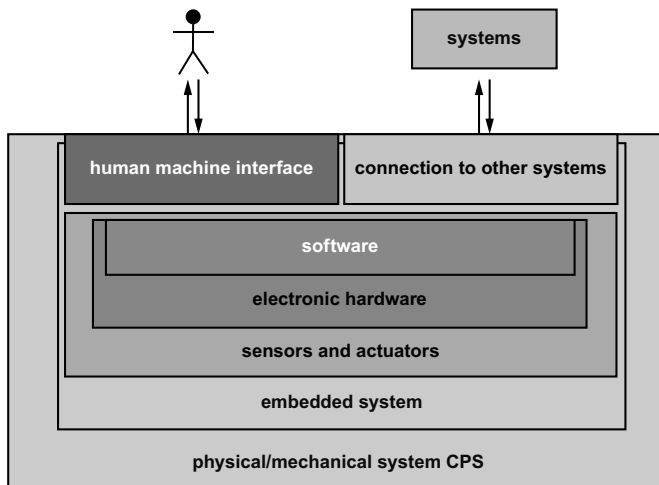 systems
human machine interface
connection to other systems
software
electronic hardware
sensors and actuators
embedded system
physical/mechanical system CPS